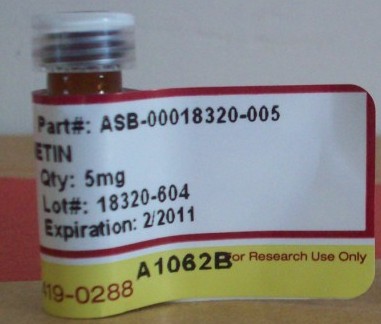 Part#: ASB-00018320-005
ETIN
Qty: 5mg
Lot#: 18320-604
Expiration: 2/2011
A1062B For Research Use Only
419-0288